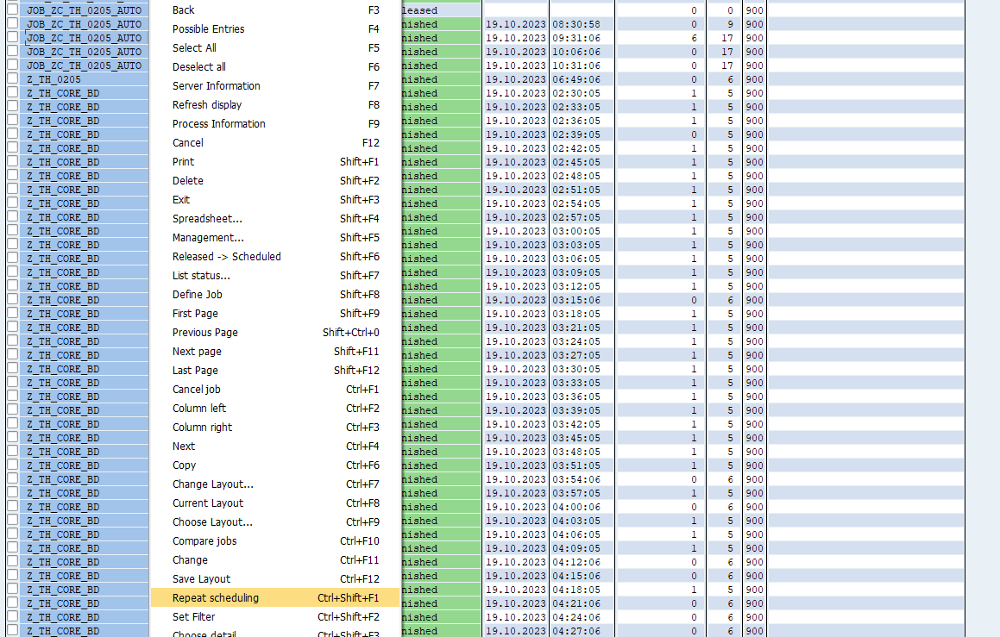 JOB_ZC_TH_0205_AUTO leased 0 0 900
JOB_ZC_TH_0205_AUTO nished 19.10.2023 08:30:58 0 9 900
JOB_ZC_TH_0205_AUTO nished 19.10.2023 09:31:06 6 17 900
JOB_ZC_TH_0205_AUTO nished 19.10.2023 10:06:06 0 17 900
JOB_ZC_TH_0205_AUTO nished 19.10.2023 10:31:06 0 17 900
Z_TH_0205 nished 19.10.2023 06:49:06 0 6 900
Z_TH_CORE_BD nished 19.10.2023 02:30:05 1 5 900
Z_TH_CORE_BD nished 19.10.2023 02:33:05 1 5 900
Z_TH_CORE_BD nished 19.10.2023 02:36:05 1 5 900
Z_TH_CORE_BD nished 19.10.2023 02:39:05 0 5 900
Z_TH_CORE_BD nished 19.10.2023 02:42:05 1 5 900
Z_TH_CORE_BD nished 19.10.2023 02:45:05 1 5 900
Z_TH_CORE_BD nished 19.10.2023 02:48:05 1 5 900
Z_TH_CORE_BD nished 19.10.2023 02:51:05 1 5 900
Z_TH_CORE_BD nished 19.10.2023 02:54:05 1 5 900
Z_TH_CORE_BD nished 19.10.2023 02:57:05 1 5 900
Z_TH_CORE_BD nished 19.10.2023 03:00:05 1 5 900
Z_TH_CORE_BD nished 19.10.2023 03:03:05 1 5 900
Z_TH_CORE_BD nished 19.10.2023 03:06:05 1 5 900
Z_TH_CORE_BD nished 19.10.2023 03:09:05 1 5 900
Z_TH_CORE_BD nished 19.10.2023 03:12:05 1 5 900
Z_TH_CORE_BD nished 19.10.2023 03:15:06 0 6 900
Z_TH_CORE_BD nished 19.10.2023 03:18:05 1 5 900
Z_TH_CORE_BD nished 19.10.2023 03:21:05 1 5 900
Z_TH_CORE_BD nished 19.10.2023 03:24:05 1 5 900
Z_TH_CORE_BD nished 19.10.2023 03:27:05 1 5 900
Z_TH_CORE_BD nished 19.10.2023 03:30:05 1 5 900
Z_TH_CORE_BD nished 19.10.2023 03:33:05 1 5 900
Z_TH_CORE_BD nished 19.10.2023 03:36:05 1 5 900
Z_TH_CORE_BD nished 19.10.2023 03:39:05 1 5 900
Z_TH_CORE_BD nished 19.10.2023 03:42:05 1 5 900
Z_TH_CORE_BD nished 19.10.2023 03:45:05 1 5 900
Z_TH_CORE_BD nished 19.10.2023 03:48:05 1 5 900
Z_TH_CORE_BD nished 19.10.2023 03:51:05 1 5 900
Z_TH_CORE_BD nished 19.10.2023 03:54:06 0 6 900
Z_TH_CORE_BD nished 19.10.2023 03:57:05 1 5 900
Z_TH_CORE_BD nished 19.10.2023 04:00:06 0 6 900
Z_TH_CORE_BD nished 19.10.2023 04:03:05 1 5 900
Z_TH_CORE_BD nished 19.10.2023 04:06:05 1 5 900
Z_TH_CORE_BD nished 19.10.2023 04:09:05 1 5 900
Z_TH_CORE_BD nished 19.10.2023 04:12:06 0 6 900
Z_TH_CORE_BD nished 19.10.2023 04:15:06 0 6 900
Z_TH_CORE_BD nished 19.10.2023 04:18:05 1 5 900
Z_TH_CORE_BD nished 19.10.2023 04:21:06 0 6 900
Z_TH_CORE_BD nished 19.10.2023 04:24:06 0 6 900
Z_TH_CORE_BD nished 19.10.2023 04:27:06 0 6 900
Back F3
Possible Entries F4
Select All F5
Deselect all F6
Server Information F7
Refresh display F8
Process Information F9
Cancel F12
Print Shift+F1
Delete Shift+F2
Exit Shift+F3
Spreadsheet... Shift+F4
Management... Shift+F5
Released -> Scheduled Shift+F6
List status... Shift+F7
Define Job Shift+F8
First Page Shift+F9
Previous Page Shift+Ctrl+0
Next page Shift+F11
Last Page Shift+F12
Cancel job Ctrl+F1
Column left Ctrl+F2
Column right Ctrl+F3
Next Ctrl+F4
Copy Ctrl+F6
Change Layout... Ctrl+F7
Current Layout Ctrl+F8
Choose Layout... Ctrl+F9
Compare jobs Ctrl+F10
Change Ctrl+F11
Save Layout Ctrl+F12
Repeat scheduling Ctrl+Shift+F1
Set Filter Ctrl+Shift+F2
Choose detail Ctrl+Shift+F3